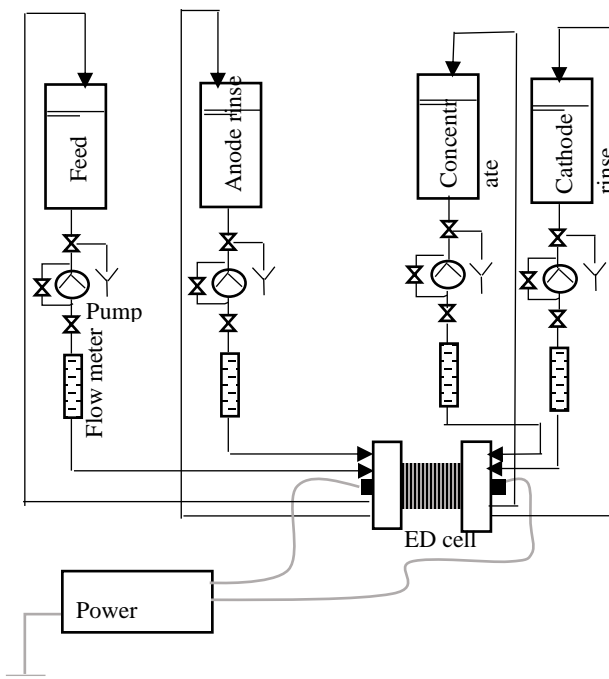 Feed
Anode rinse
Concentr
ate
Cathode
rinse
Pump
Flow meter
ED cell
Power